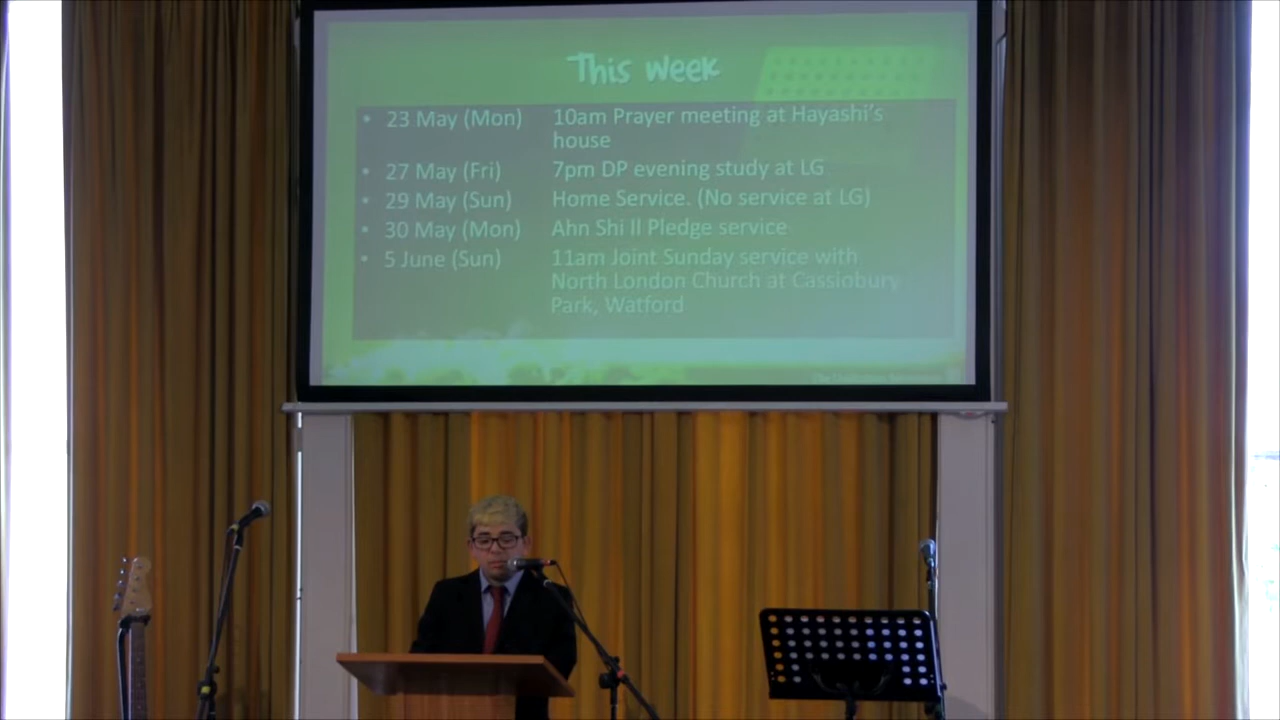 This week
• 23 May (Mon) 10am Prayer meeting at Hayashi's
house
• 27 May (Fri) 7pm DP evening study at LG
• 29 May (Sun) Home Service. (No service at LG)
• 30 May (Mon) Ahn Shi Il Pledge service
• 5 June (Sun) 11am Joint Sunday service with
North London Church at Cassiobury
Park, Watford